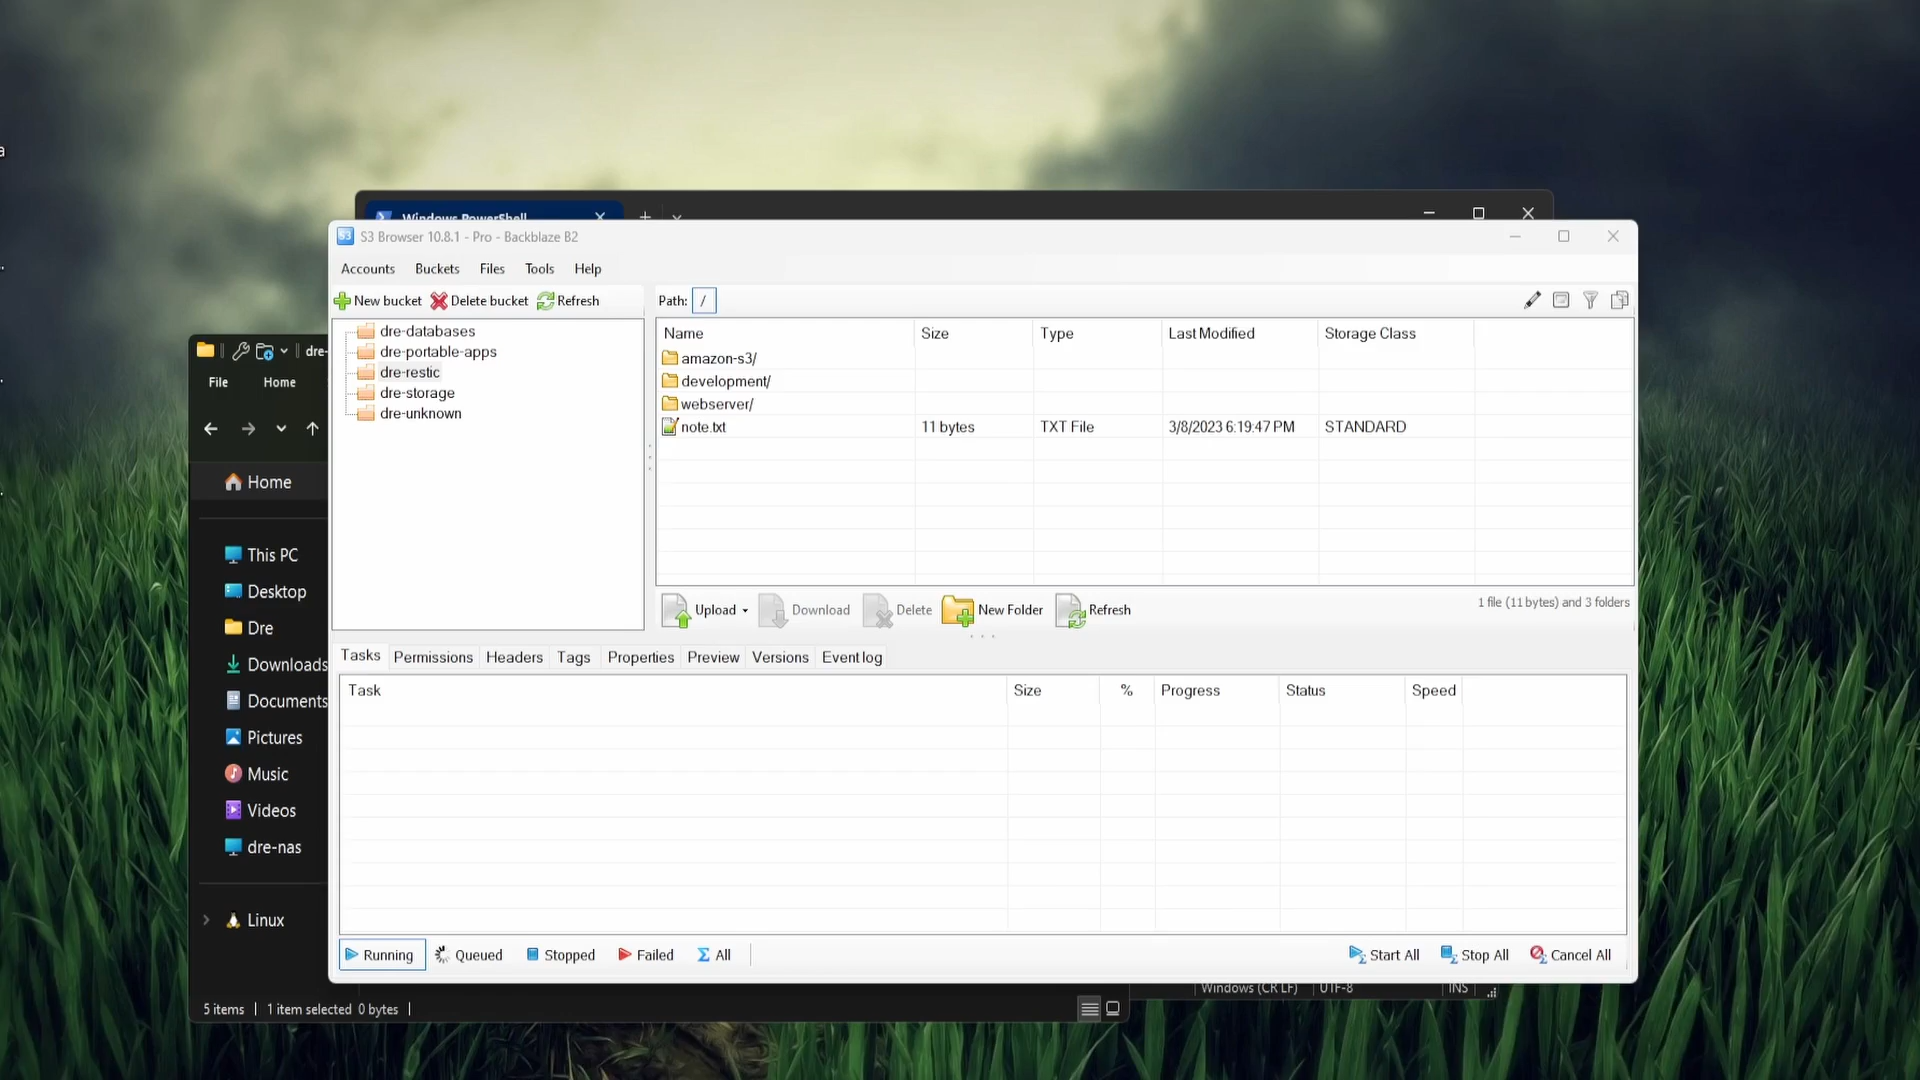 a
Windows PowerShell
S3 Browser 10.8.1 - Pro - Backblaze B2
Accounts Buckets Files Tools Help
New bucket Delete bucket Refresh
Path: /
dre-databases
dre-portable-apps
dre-restic
dre-storage
dre-unknown
Name Size Type Last Modified Storage Class
amazon-s3/
development/
webserver/
note.txt 11 bytes TXT File 3/8/2023 6:19:47 PM STANDARD
Upload Download Delete New Folder Refresh
1 file (11 bytes) and 3 folders
Tasks Permissions Headers Tags Properties Preview Versions Event log
Task Size % Progress Status Speed
Running Queued Stopped Failed All
Start All Stop All Cancel All
dre-
File Home
Home
This PC
Desktop
Dre
Downloads
Documents
Pictures
Music
Videos
dre-nas
Linux
5 items 1 item selected 0 bytes
Windows (CR LF) UTF-8 INS